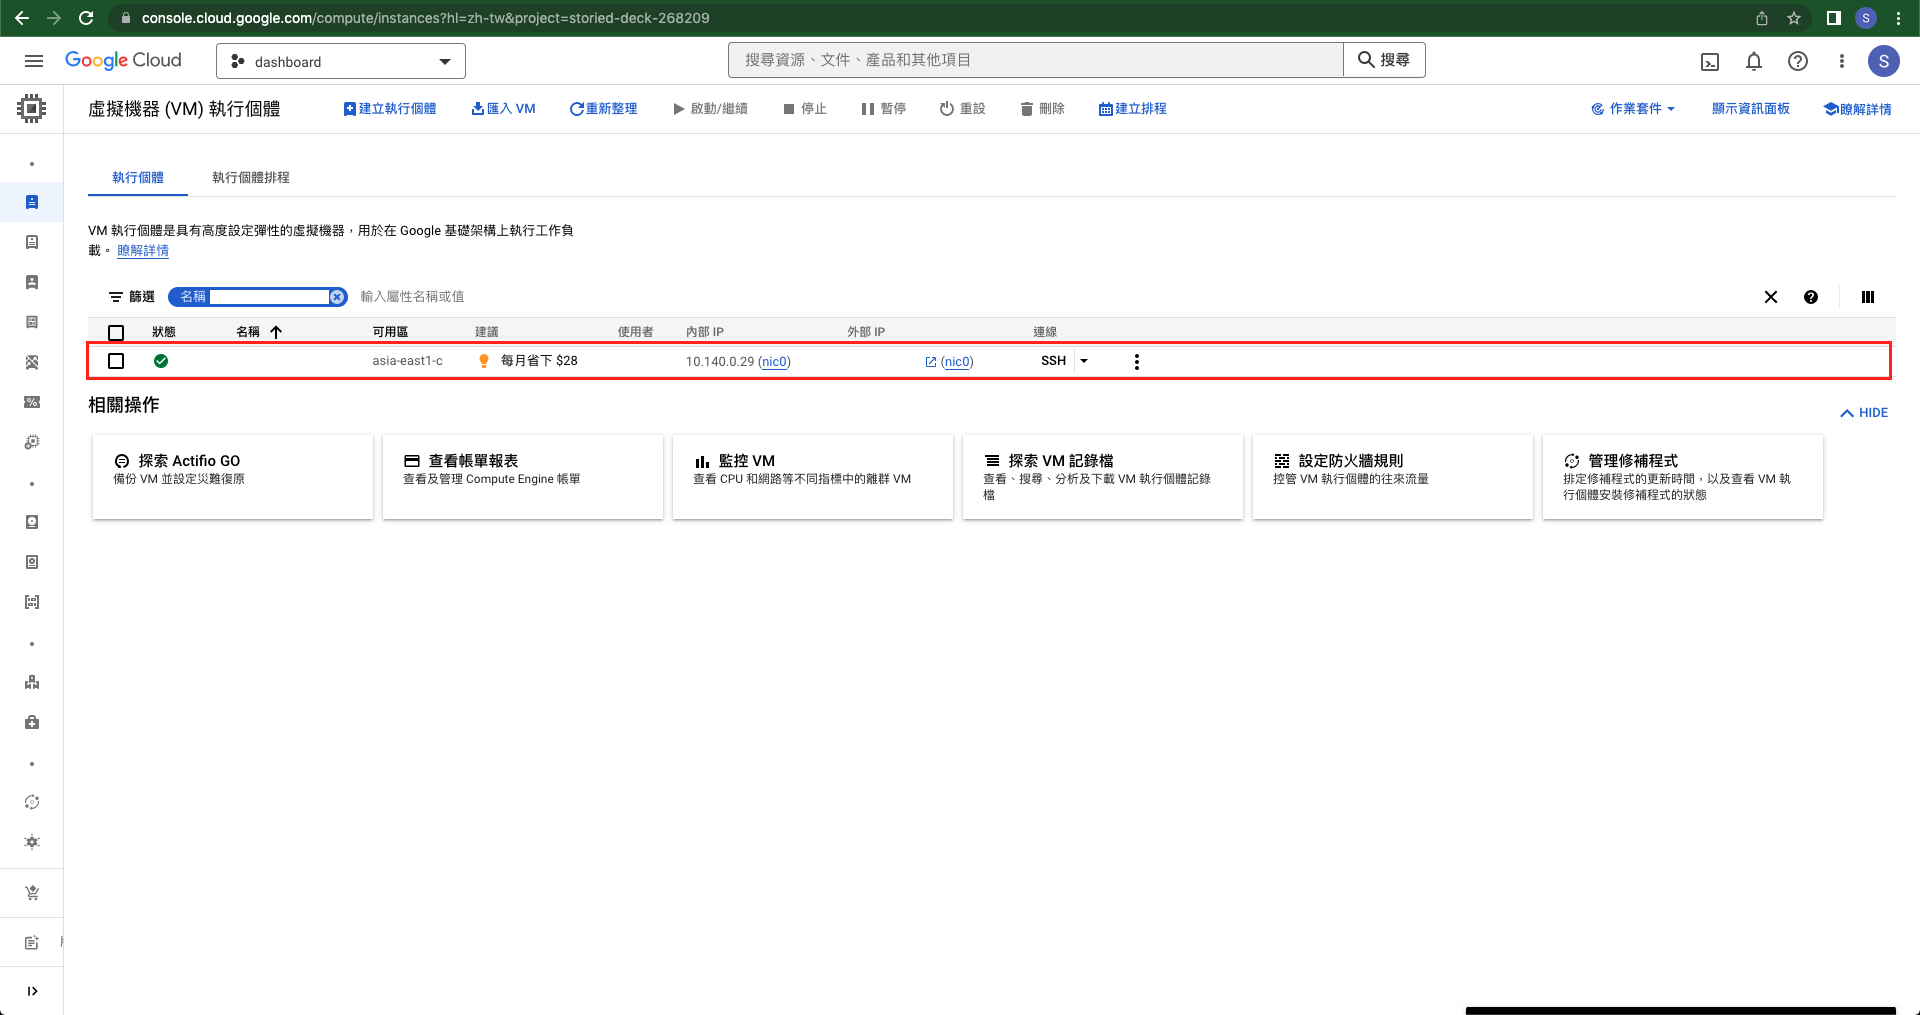 console.cloud.google.com/compute/instances?hl=zh-tw&project=storied-deck-268209
S
Google Cloud
dashboard
搜尋資源、文件、產品和其他項目
搜尋
S
虛擬機器 (VM) 執行個體
建立執行個體
匯入 VM
重新整理
啟動/繼續
停止
暫停
重設
刪除
建立排程
作業套件
顯示資訊面板
瞭解詳情
執行個體
執行個體排程
VM 執行個體是具有高度設定彈性的虛擬機器，用於在 Google 基礎架構上執行工作負
載。 瞭解詳情
篩選
名稱
輸入屬性名稱或值
狀態 名稱 可用區 建議 使用者 內部 IP 外部 IP 連線
asia-east1-c 每月省下 $28 10.140.0.29 (nic0) (nic0) SSH
相關操作
HIDE
探索 Actifio GO
備份 VM 並設定災難復原
查看帳單報表
查看及管理 Compute Engine 帳單
監控 VM
查看 CPU 和網路等不同指標中的離群 VM
探索 VM 記錄檔
查看、搜尋、分析及下載 VM 執行個體記錄
檔
設定防火牆規則
控管 VM 執行個體的往來流量
管理修補程式
排定修補程式的更新時間，以及查看 VM 執
行個體安裝修補程式的狀態